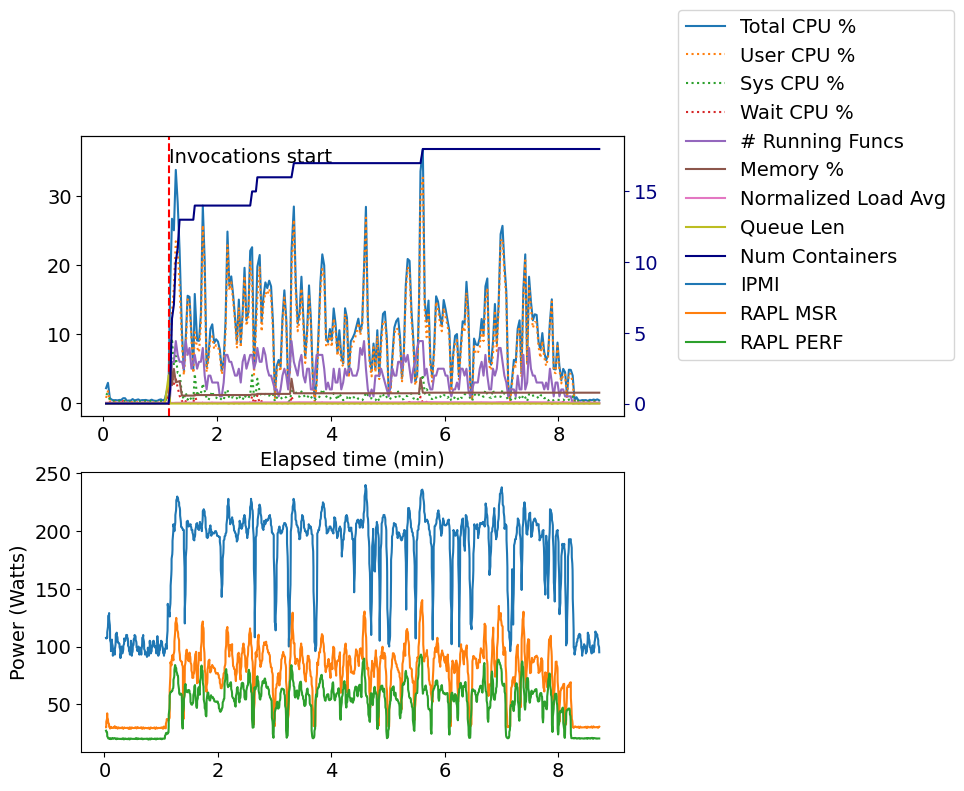 Total CPU %
User CPU %
Sys CPU %
Wait CPU %
# Running Funcs
Memory %
Normalized Load Avg
Queue Len
Num Containers
IPMI
RAPL MSR
RAPL PERF
Invocations start
30
20
10
0
15
10
5
0
0 2 4 6 8
Elapsed time (min)
250
200
150
100
50
Power (Watts)
0 2 4 6 8